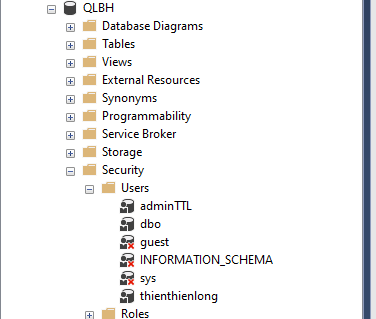 QLBH
Database Diagrams
Tables
Views
External Resources
Synonyms
Programmability
Service Broker
Storage
Security
Users
adminTTL
dbo
guest
INFORMATION_SCHEMA
sys
thienthienlong
Roles